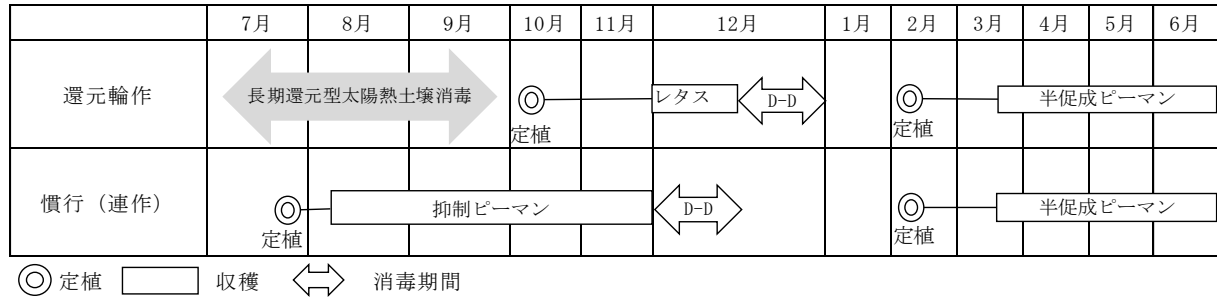 7月 8月 9月 10月 11月 12月 1月 2月 3月 4月 5月 6月
還元輪作
長期還元型太陽熱土壌消毒
定植
レタス
D-D
定植
半促成ピーマン
慣行（連作）
定植
抑制ピーマン
D-D
定植
半促成ピーマン
定植 収穫 消毒期間